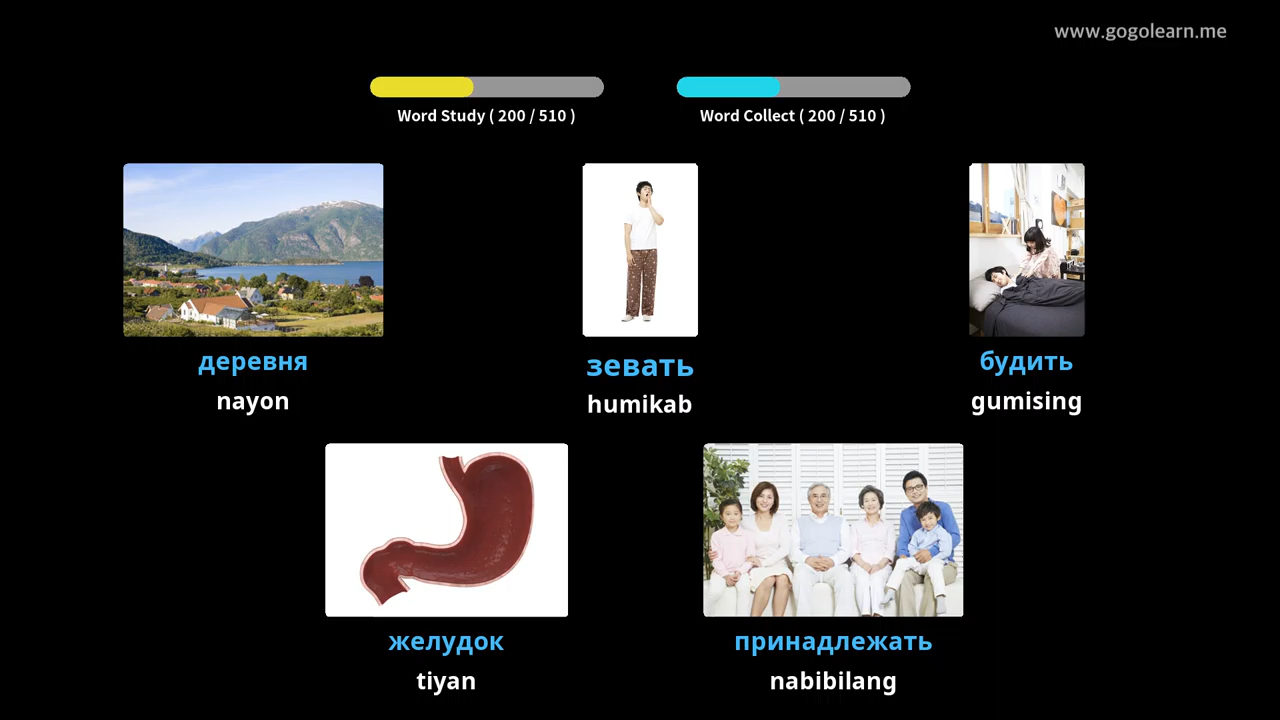 www.gogolearn.me
Word Study ( 200 / 510 )
Word Collect ( 200 / 510 )
деревня
nayon
зевать
humikab
будить
gumising
желудок
tiyan
принадлежать
nabibilang